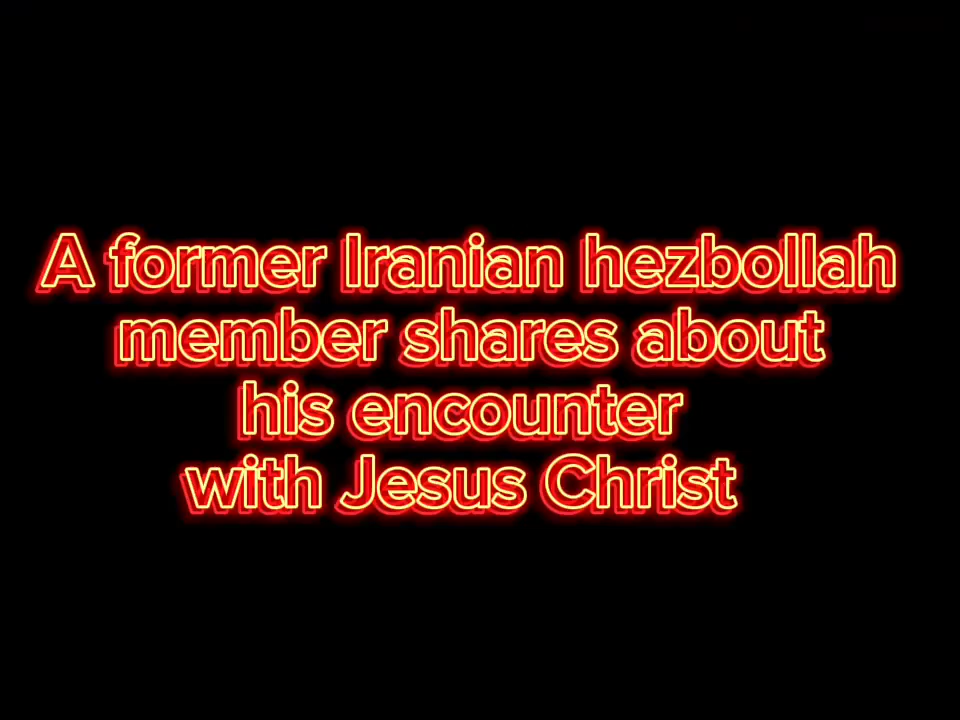 A former Iranian hezbollah
member shares about
his encounter
with Jesus Christ